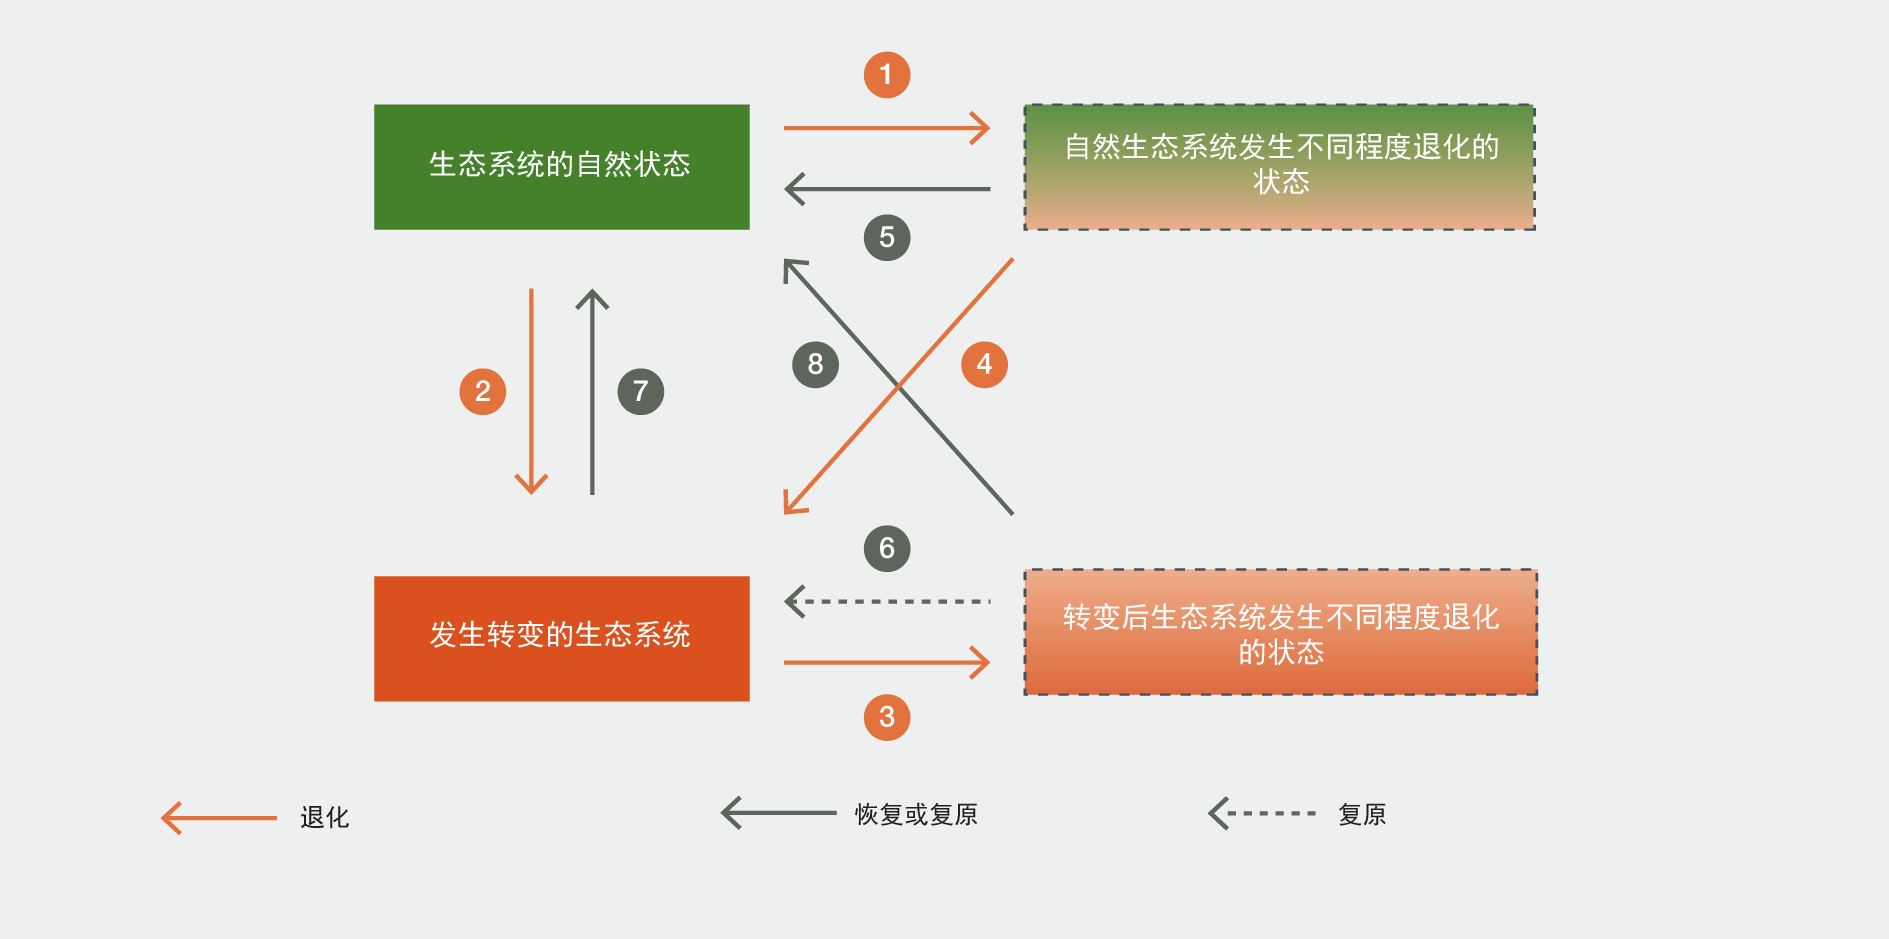 1
生态系统的自然状态
自然生态系统发生不同程度退化的
状态
5
2
7
8
4
6
发生转变的生态系统
转变后生态系统发生不同程度退化
的状态
3
退化
恢复或复原
复原